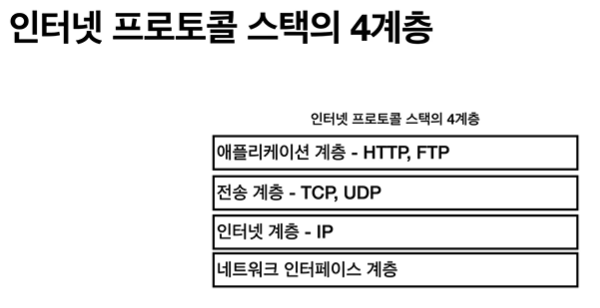 인터넷 프로토콜 스택의 4계층
인터넷 프로토콜 스택의 4계층
애플리케이션 계층 - HTTP, FTP
전송 계층 - TCP, UDP
인터넷 계층 - IP
네트워크 인터페이스 계층